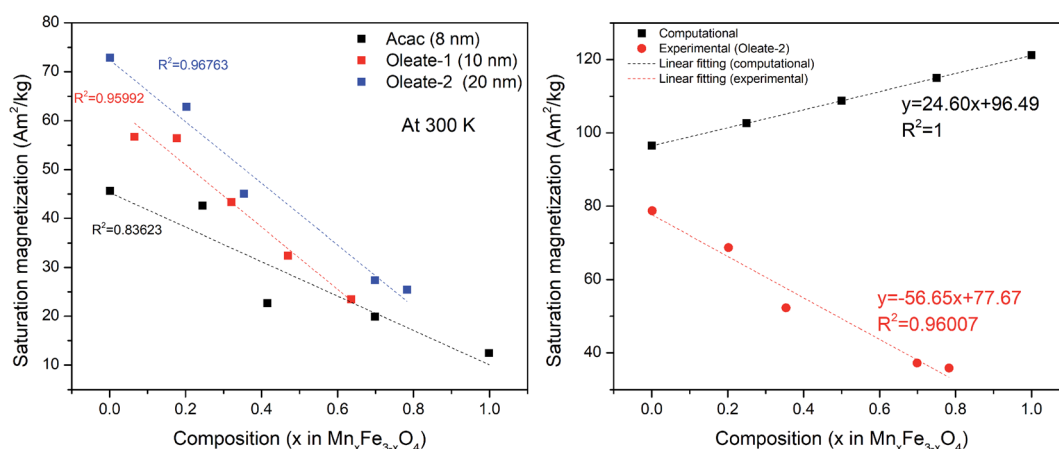 80
70
60
50
40
30
20
10
Saturation magnetization (Am²/kg)
R²=0.96763
R²=0.95992
R²=0.83623
Acac (8 nm)
Oleate-1 (10 nm)
Oleate-2 (20 nm)
At 300 K
0.0 0.2 0.4 0.6 0.8 1.0
Composition (x in MnₓFe₃₋ₓO₄)
120
100
80
60
40
Saturation magnetization (Am²/kg)
Computational
Experimental (Oleate-2)
Linear fitting (computational)
Linear fitting (experimental)
y=24.60x+96.49
R²=1
y=-56.65x+77.67
R²=0.96007
0.0 0.2 0.4 0.6 0.8 1.0
Composition (x in MnₓFe₃₋ₓO₄)